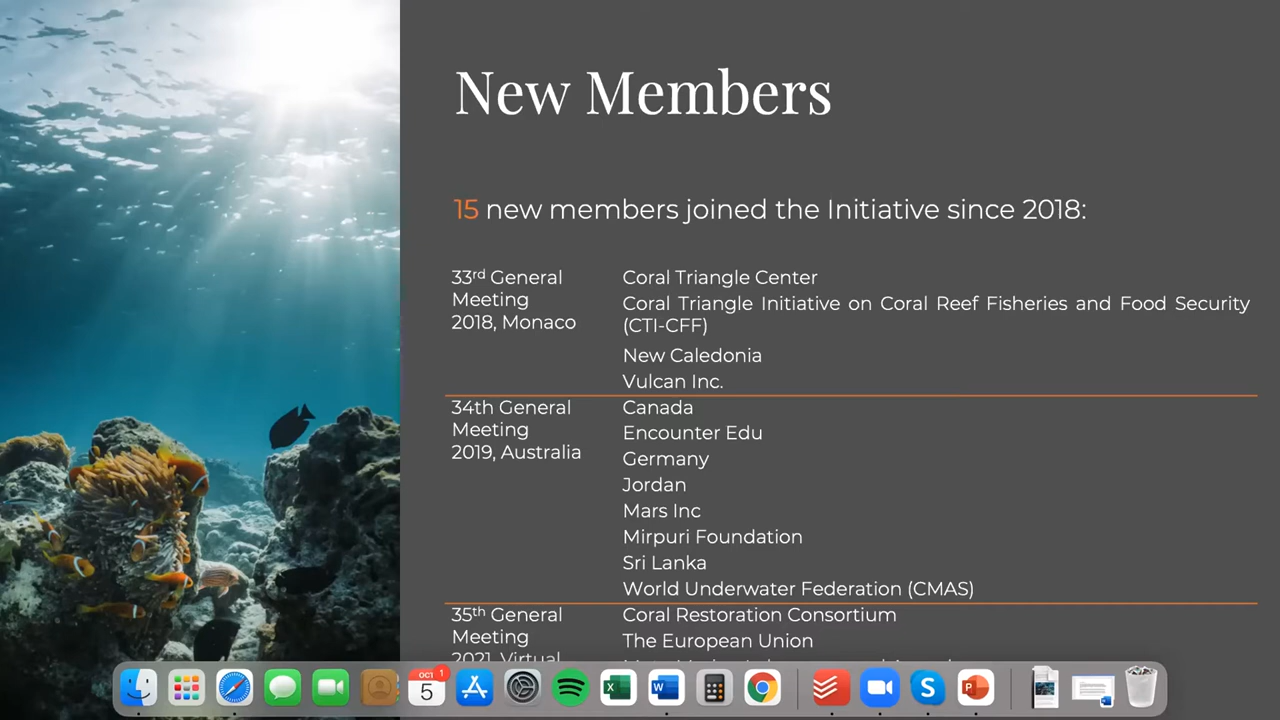 New Members
15 new members joined the Initiative since 2018:
33rd General
Meeting
2018, Monaco
Coral Triangle Center
Coral Triangle Initiative on Coral Reef Fisheries and Food Security
(CTI-CFF)
New Caledonia
Vulcan Inc.
34th General
Meeting
2019, Australia
Canada
Encounter Edu
Germany
Jordan
Mars Inc
Mirpuri Foundation
Sri Lanka
World Underwater Federation (CMAS)
35th General
Meeting
2021, Virtual
Coral Restoration Consortium
The European Union
OCT
1
5